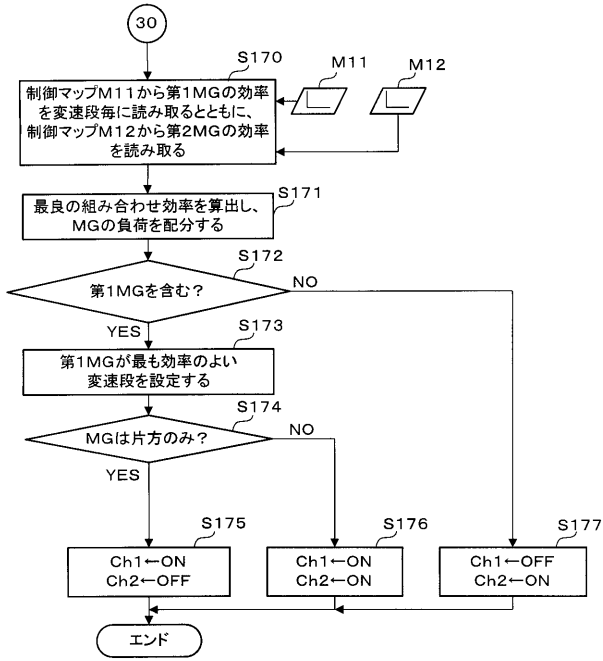 30
S170
M11
M12
制御マップM11から第1MGの効率
を変速段毎に読み取るとともに、
制御マップM12から第2MGの効率
を読み取る
S171
最良の組み合わせ効率を算出し、
MGの負荷を配分する
S172
第1MGを含む?
NO
YES
S173
第1MGが最も効率のよい
変速段を設定する
S174
MGは片方のみ?
NO
YES
S175
Ch1←ON
Ch2←OFF
S176
Ch1←ON
Ch2←ON
S177
Ch1←OFF
Ch2←ON
エンド